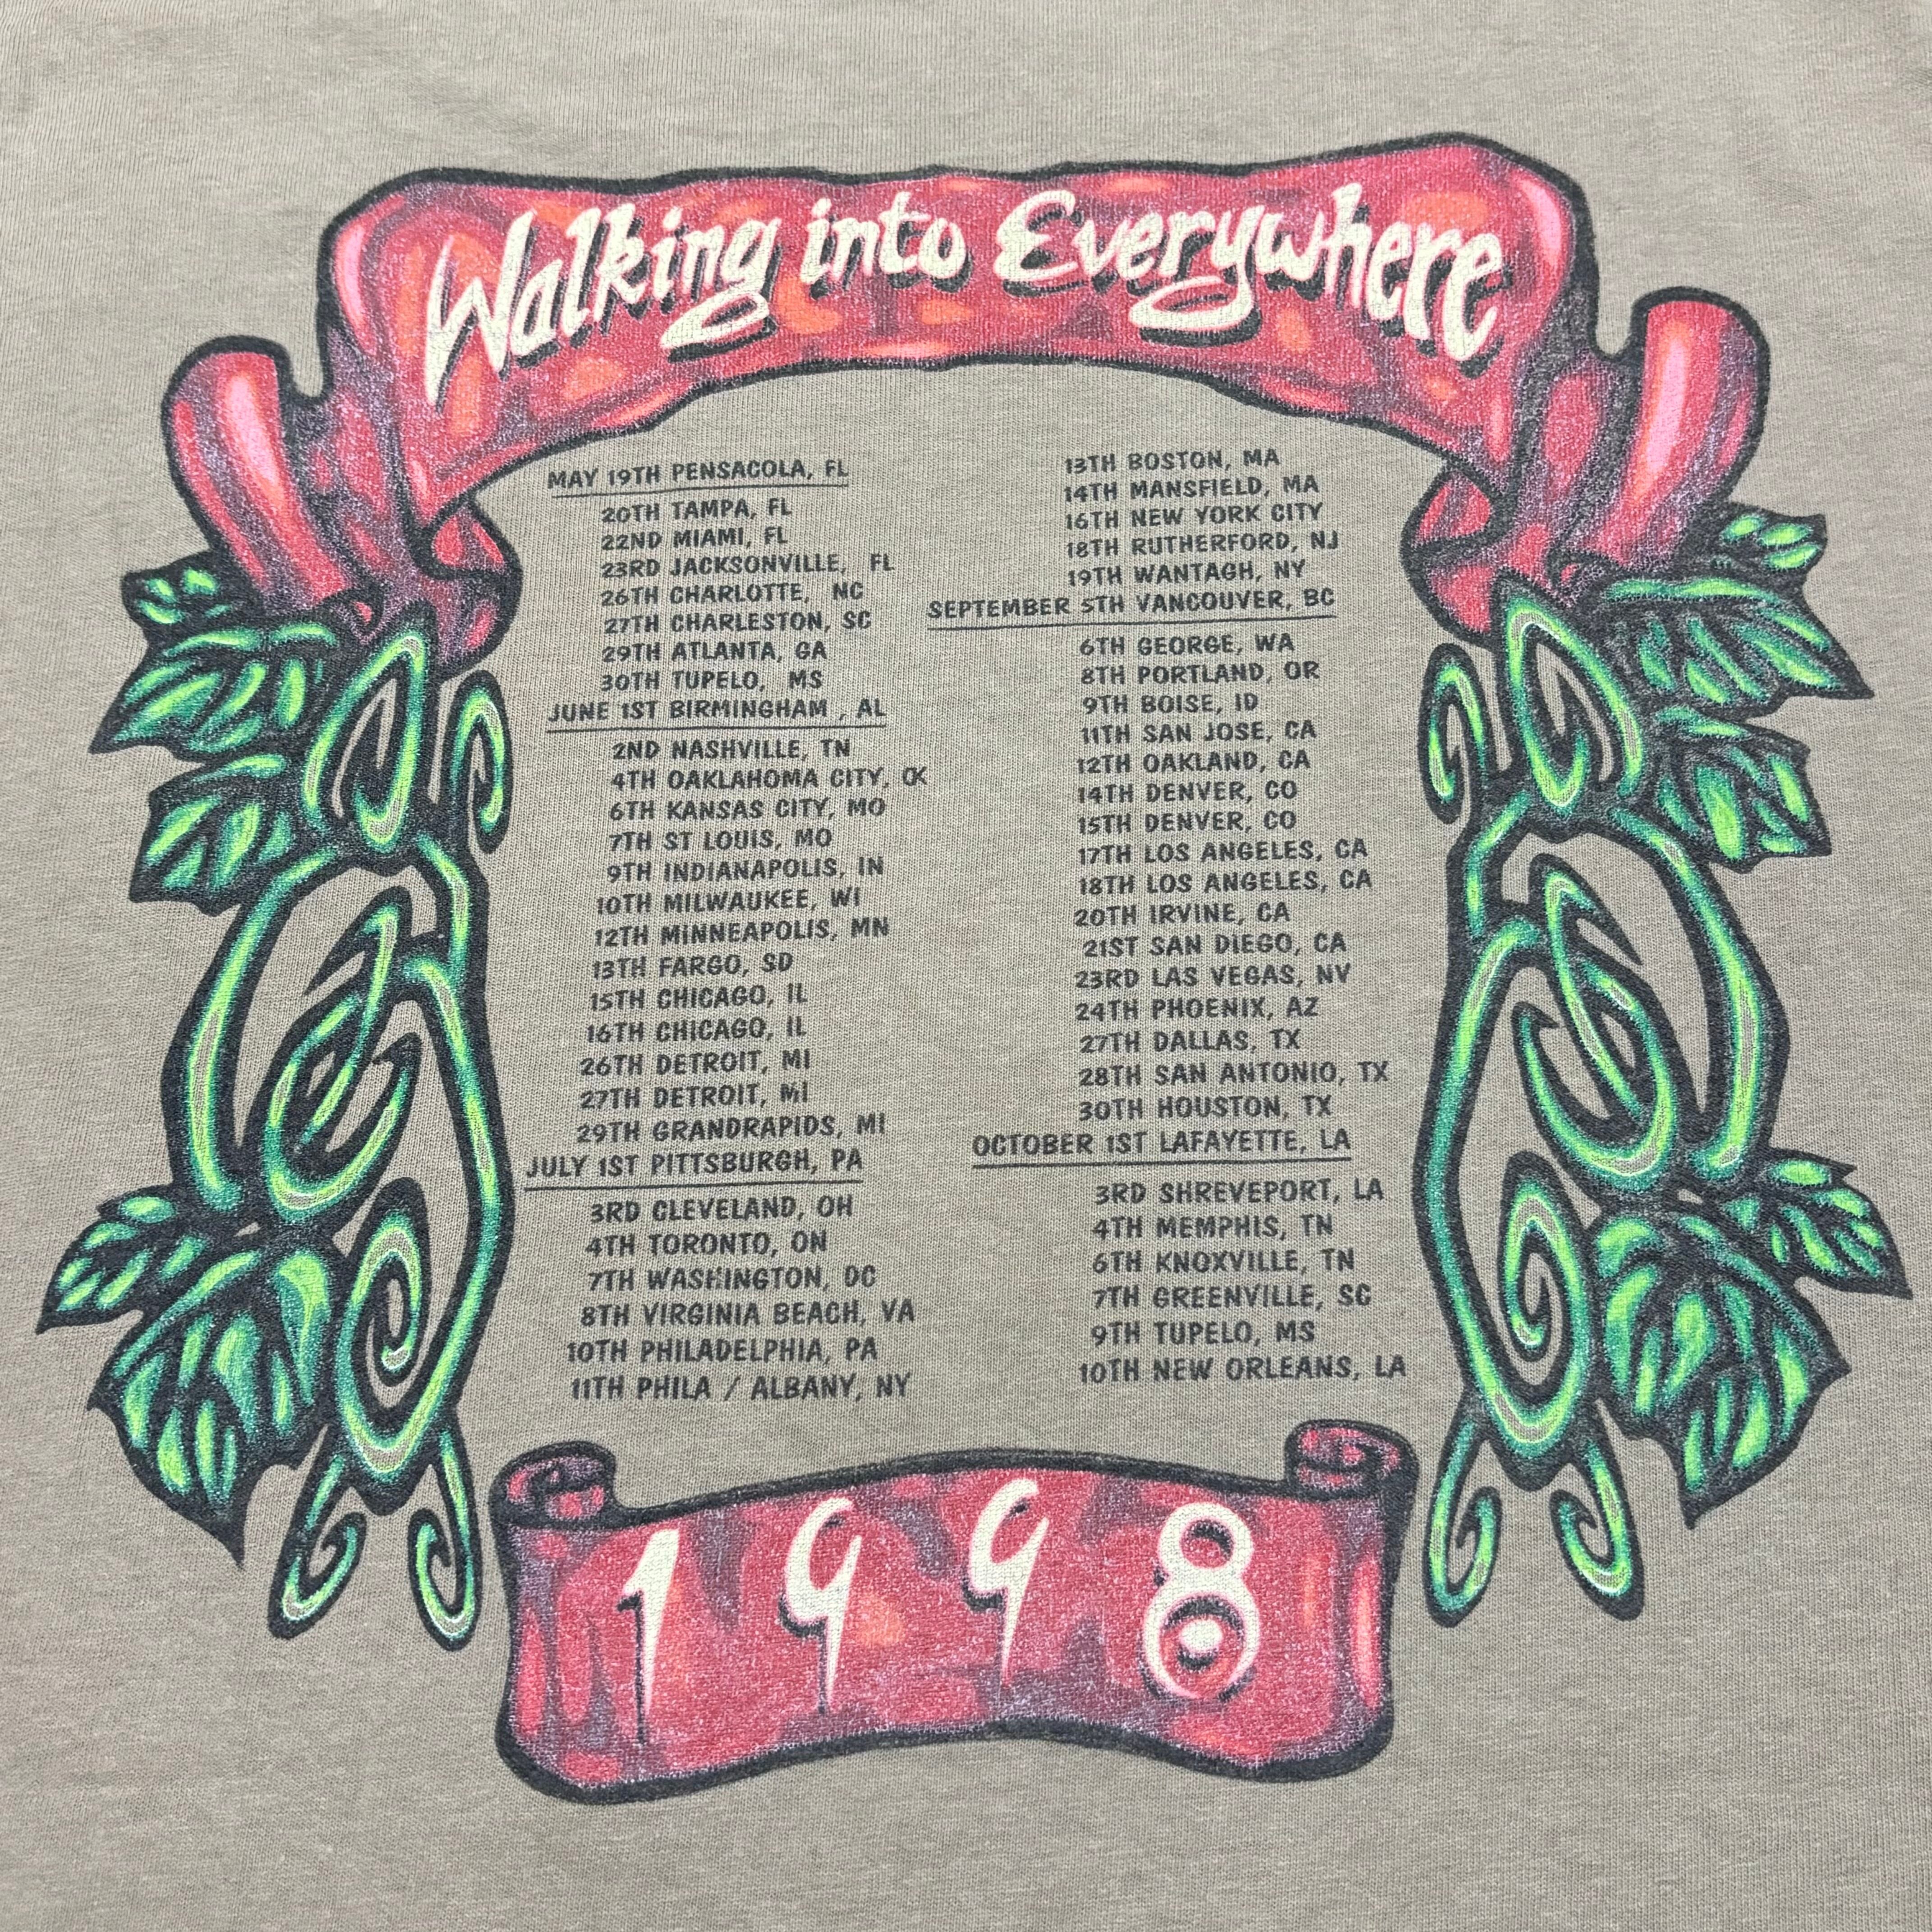 Walking into Everywhere
MAY 19TH PENSACOLA, FL
20TH TAMPA, FL
22ND MIAMI, FL
23RD JACKSONVILLE, FL
26TH CHARLOTTE, NC
27TH CHARLESTON, SC
29TH ATLANTA, GA
30TH TUPELO, MS
JUNE 1ST BIRMINGHAM , AL
2ND NASHVILLE, TN
4TH OAKLAHOMA CITY, OK
6TH KANSAS CITY, MO
7TH ST LOUIS, MO
9TH INDIANAPOLIS, IN
10TH MILWAUKEE, WI
12TH MINNEAPOLIS, MN
13TH FARGO, SD
15TH CHICAGO, IL
16TH CHICAGO, IL
26TH DETROIT, MI
27TH DETROIT, MI
29TH GRANDRAPIDS, MI
JULY 1ST PITTSBURGH, PA
3RD CLEVELAND, OH
4TH TORONTO, ON
7TH WASHINGTON, DC
8TH VIRGINIA BEACH, VA
10TH PHILADELPHIA, PA
11TH PHILA / ALBANY, NY
13TH BOSTON, MA
14TH MANSFIELD, MA
16TH NEW YORK CITY
18TH RUTHERFORD, NJ
19TH WANTAGH, NY
SEPTEMBER 5TH VANCOUVER, BC
6TH GEORGE, WA
8TH PORTLAND, OR
9TH BOISE, ID
11TH SAN JOSE, CA
12TH OAKLAND, CA
14TH DENVER, CO
15TH DENVER, CO
17TH LOS ANGELES, CA
18TH LOS ANGELES, CA
20TH IRVINE, CA
21ST SAN DIEGO, CA
23RD LAS VEGAS, NV
24TH PHOENIX, AZ
27TH DALLAS, TX
28TH SAN ANTONIO, TX
30TH HOUSTON, TX
OCTOBER 1ST LAFAYETTE, LA
3RD SHREVEPORT, LA
4TH MEMPHIS, TN
6TH KNOXVILLE, TN
7TH GREENVILLE, SC
9TH TUPELO, MS
10TH NEW ORLEANS, LA
1998